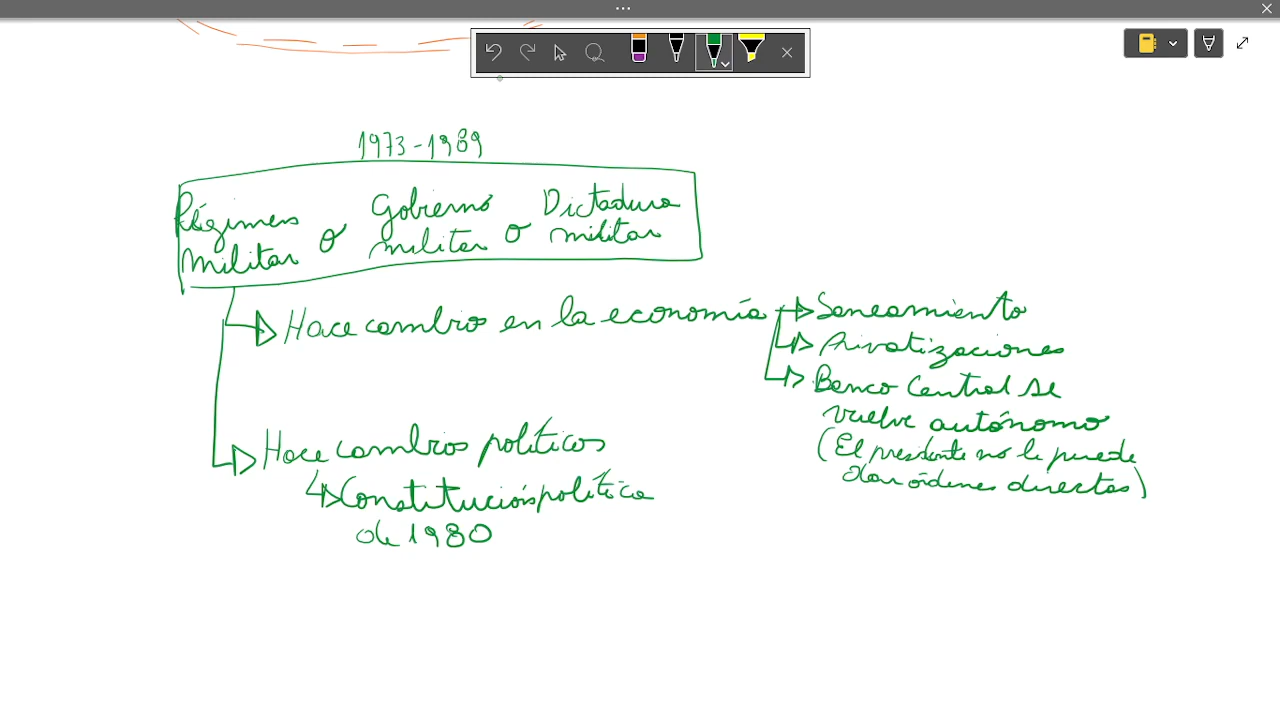 1973-1989
Régimen Militar o Gobierno militar o Dictadura militar
Hace cambio en la economía
Saneamiento
Privatizaciones
Banco Central se
vuelve autónomo
(El presidente no le puede
dar órdenes directas)
Hace cambios políticos
Constitución política
de 1980